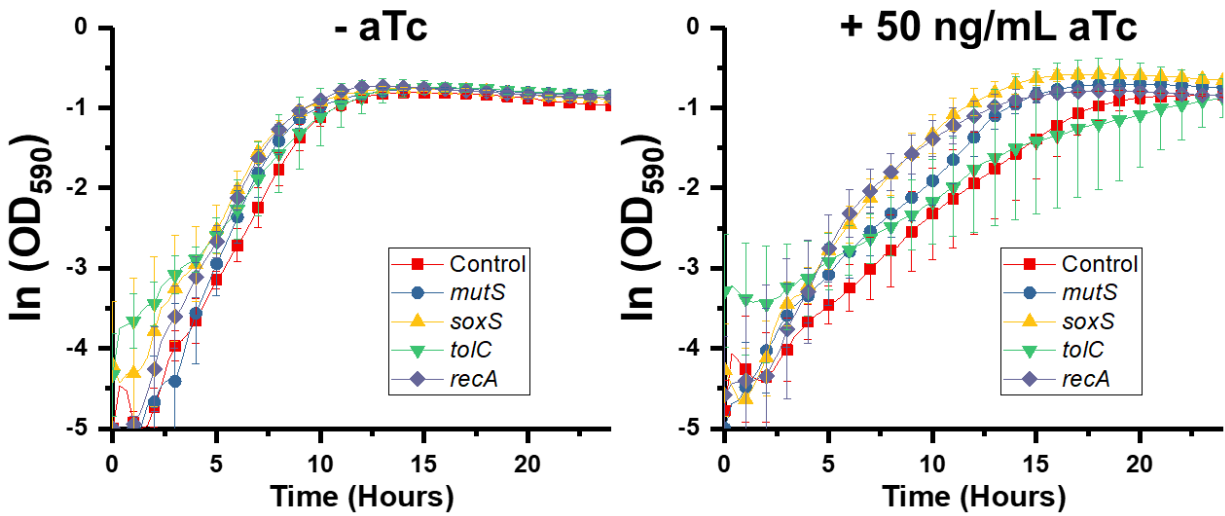 - aTc
ln (OD590)
0
-1
-2
-3
-4
-5
0 5 10 15 20
Time (Hours)
Control
mutS
soxS
tolC
recA
+ 50 ng/mL aTc
ln (OD590)
0
-1
-2
-3
-4
-5
0 5 10 15 20
Time (Hours)
Control
mutS
soxS
tolC
recA